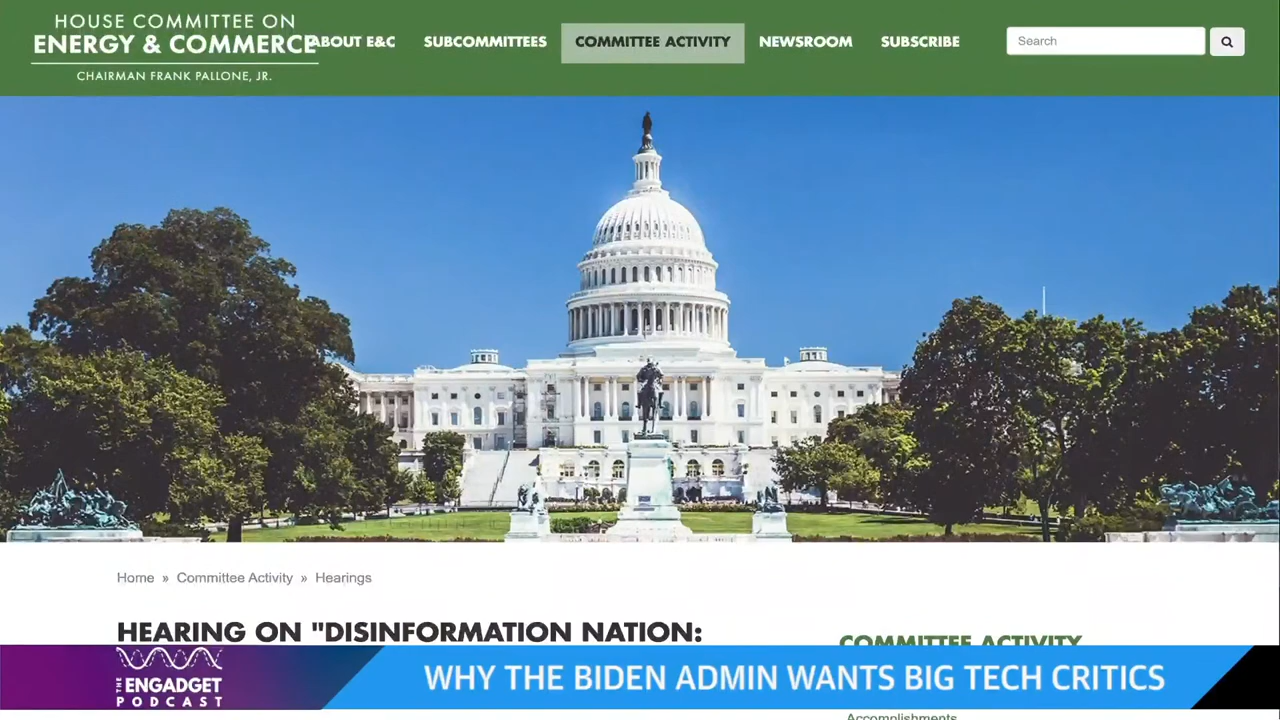 HOUSE COMMITTEE ON
ENERGY & COMMERCE
CHAIRMAN FRANK PALLONE, JR.
ABOUT E&C
SUBCOMMITTEES
COMMITTEE ACTIVITY
NEWSROOM
SUBSCRIBE
Search
Home » Committee Activity » Hearings
HEARING ON "DISINFORMATION NATION:
COMMITTEE ACTIVITY
THE ENGADGET PODCAST
WHY THE BIDEN ADMIN WANTS BIG TECH CRITICS
Accomplishments